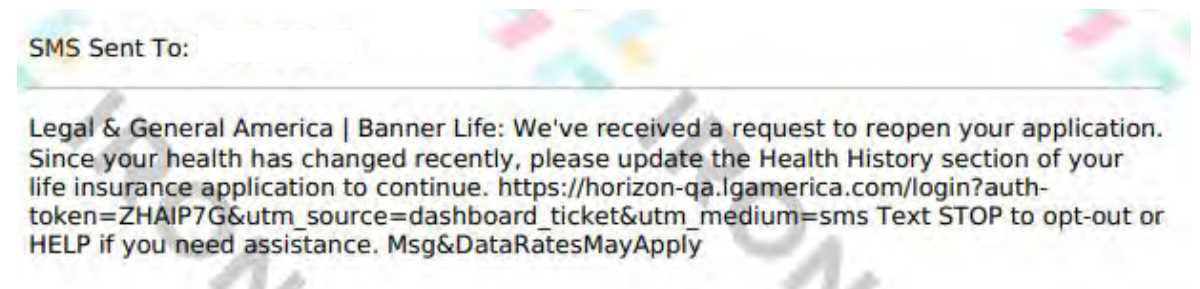 SMS Sent To:
Legal & General America | Banner Life: We've received a request to reopen your application.
Since your health has changed recently, please update the Health History section of your
life insurance application to continue. https://horizon-qa.lgamerica.com/login?auth-
token=ZHAIP7G&utm_source=dashboard_ticket&utm_medium=sms Text STOP to opt-out or
HELP if you need assistance. Msg&DataRatesMayApply
IRON
IRON